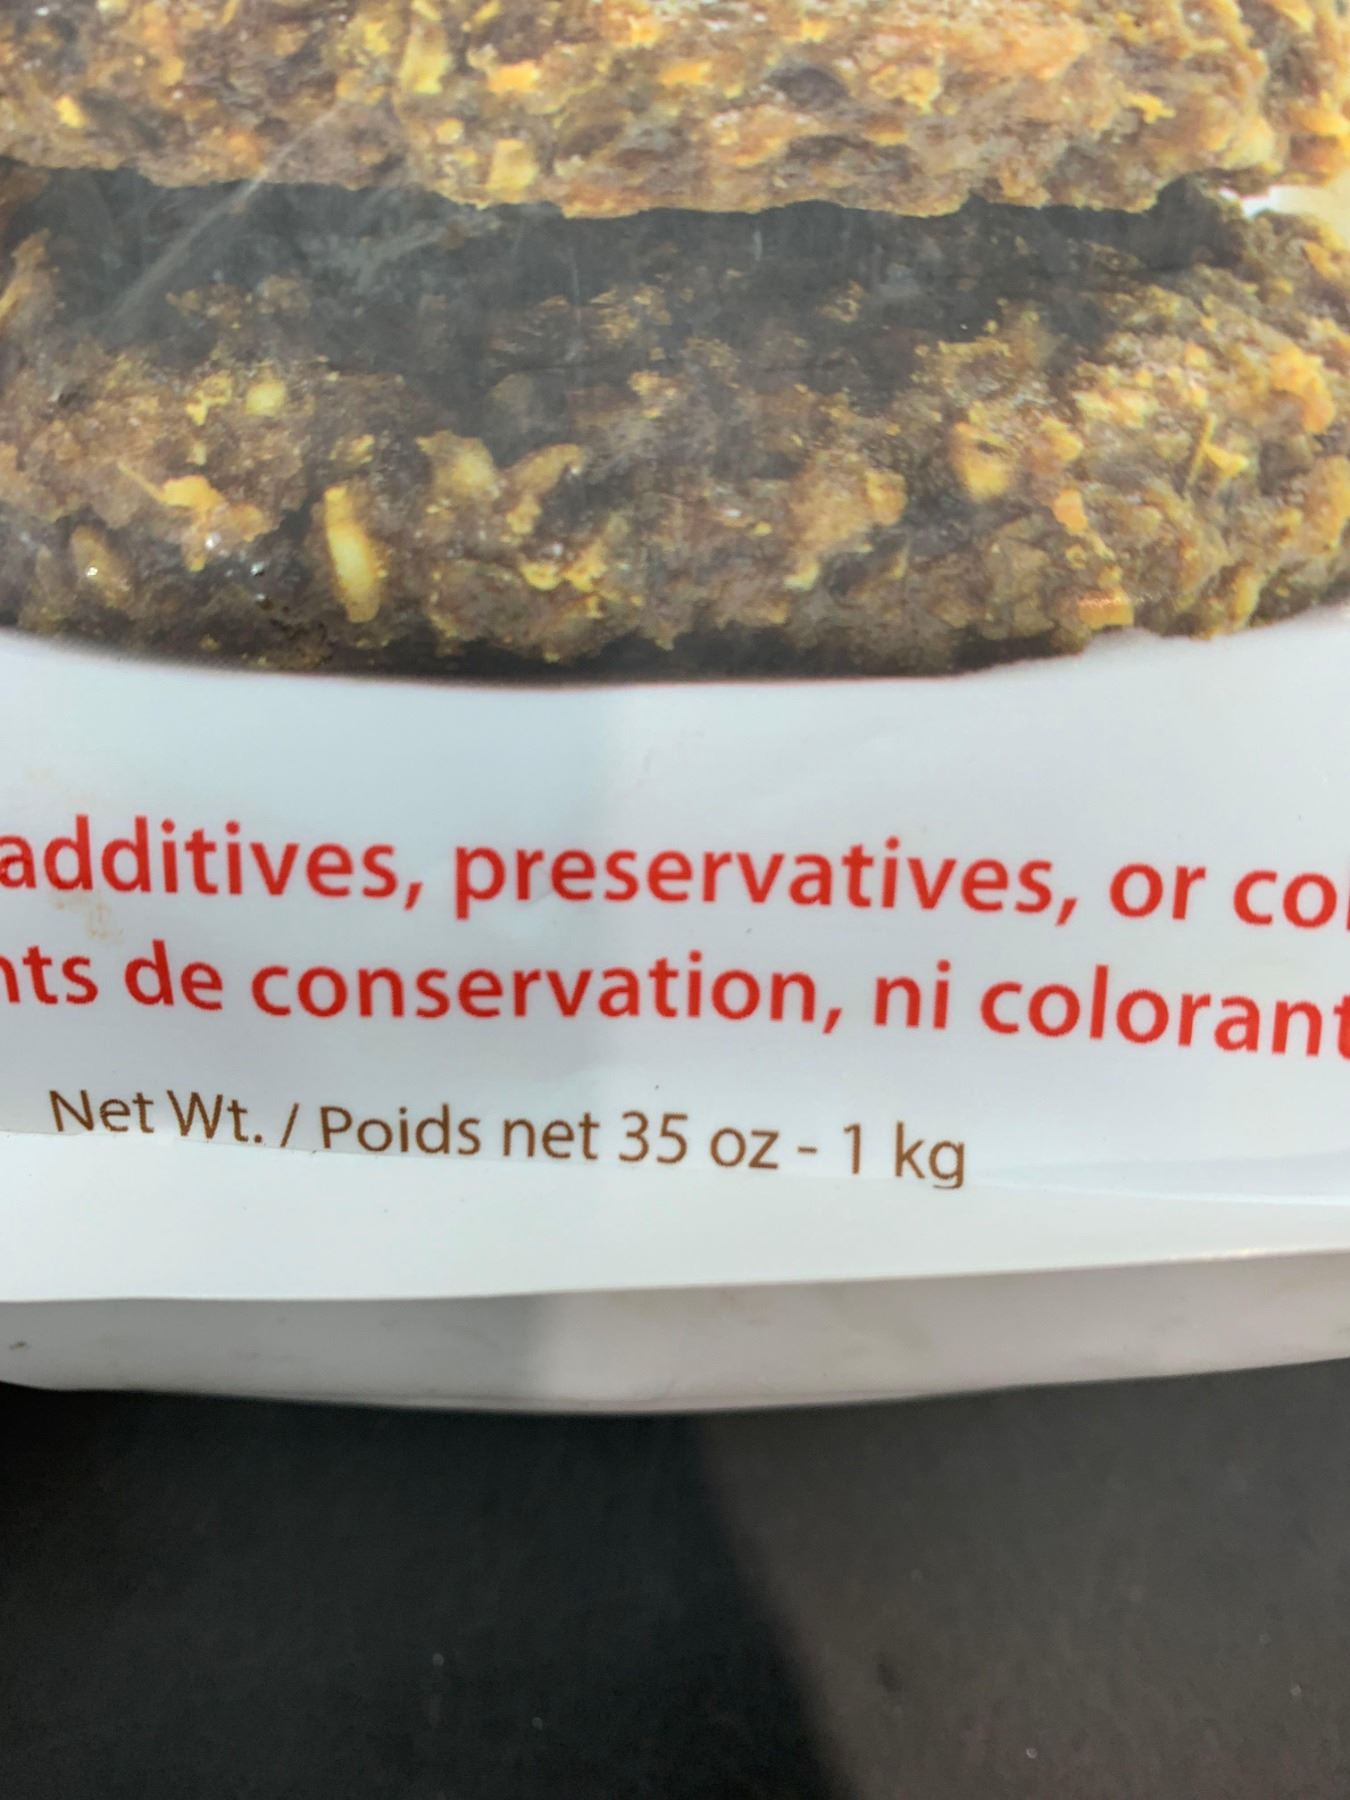 additives, preservatives, or
de conservation, ni
Net Wt. / Poids net 35 oz - 1 kg